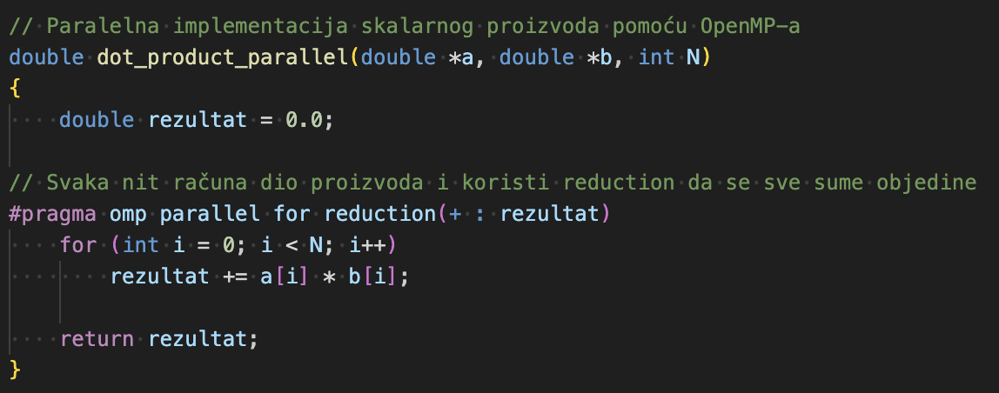 // Paralelna implementacija skalarnog proizvoda pomoću OpenMP-a
double dot_product_parallel(double *a, double *b, int N)
{
    double rezultat = 0.0;
// Svaka nit računa dio proizvoda i koristi reduction da se sve sume objedine
#pragma omp parallel for reduction(+ : rezultat)
    for (int i = 0; i < N; i++)
        rezultat += a[i] * b[i];
    return rezultat;
}